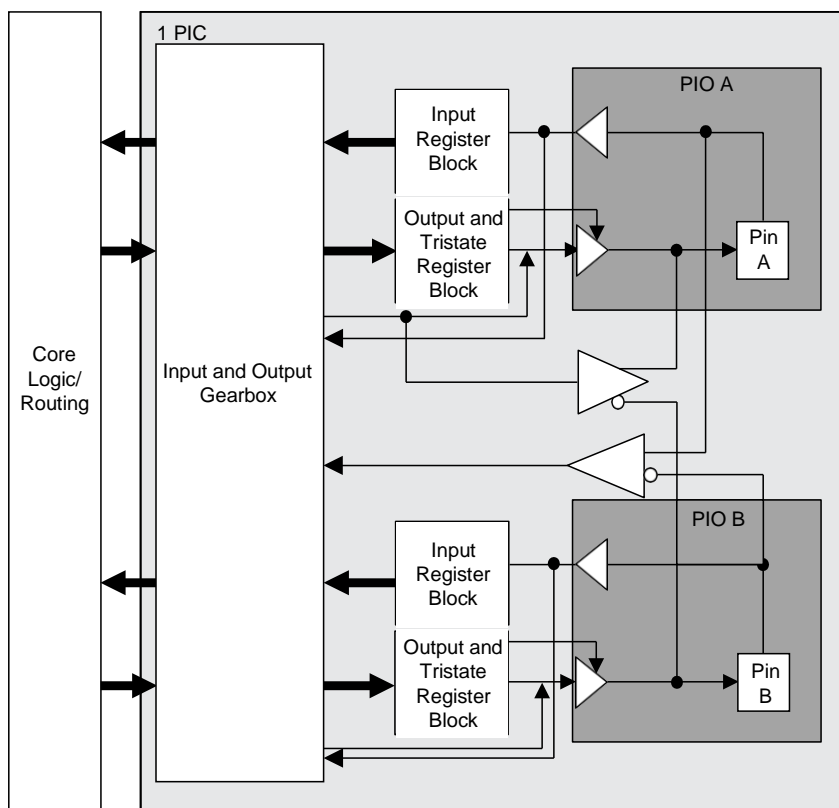 1 PIC
PIO A
Input
Register
Block
Output and
Tristate
Register
Block
Pin
A
Core
Logic/
Routing
Input and Output
Gearbox
PIO B
Input
Register
Block
Output and
Tristate
Register
Block
Pin
B